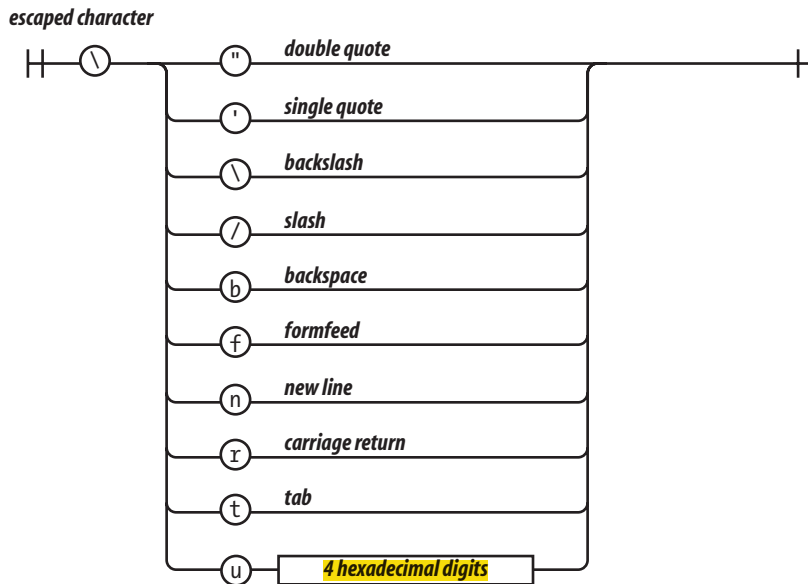 escaped character
\ " double quote
' single quote
\ backslash
/ slash
b backspace
f formfeed
n new line
r carriage return
t tab
u 4 hexadecimal digits